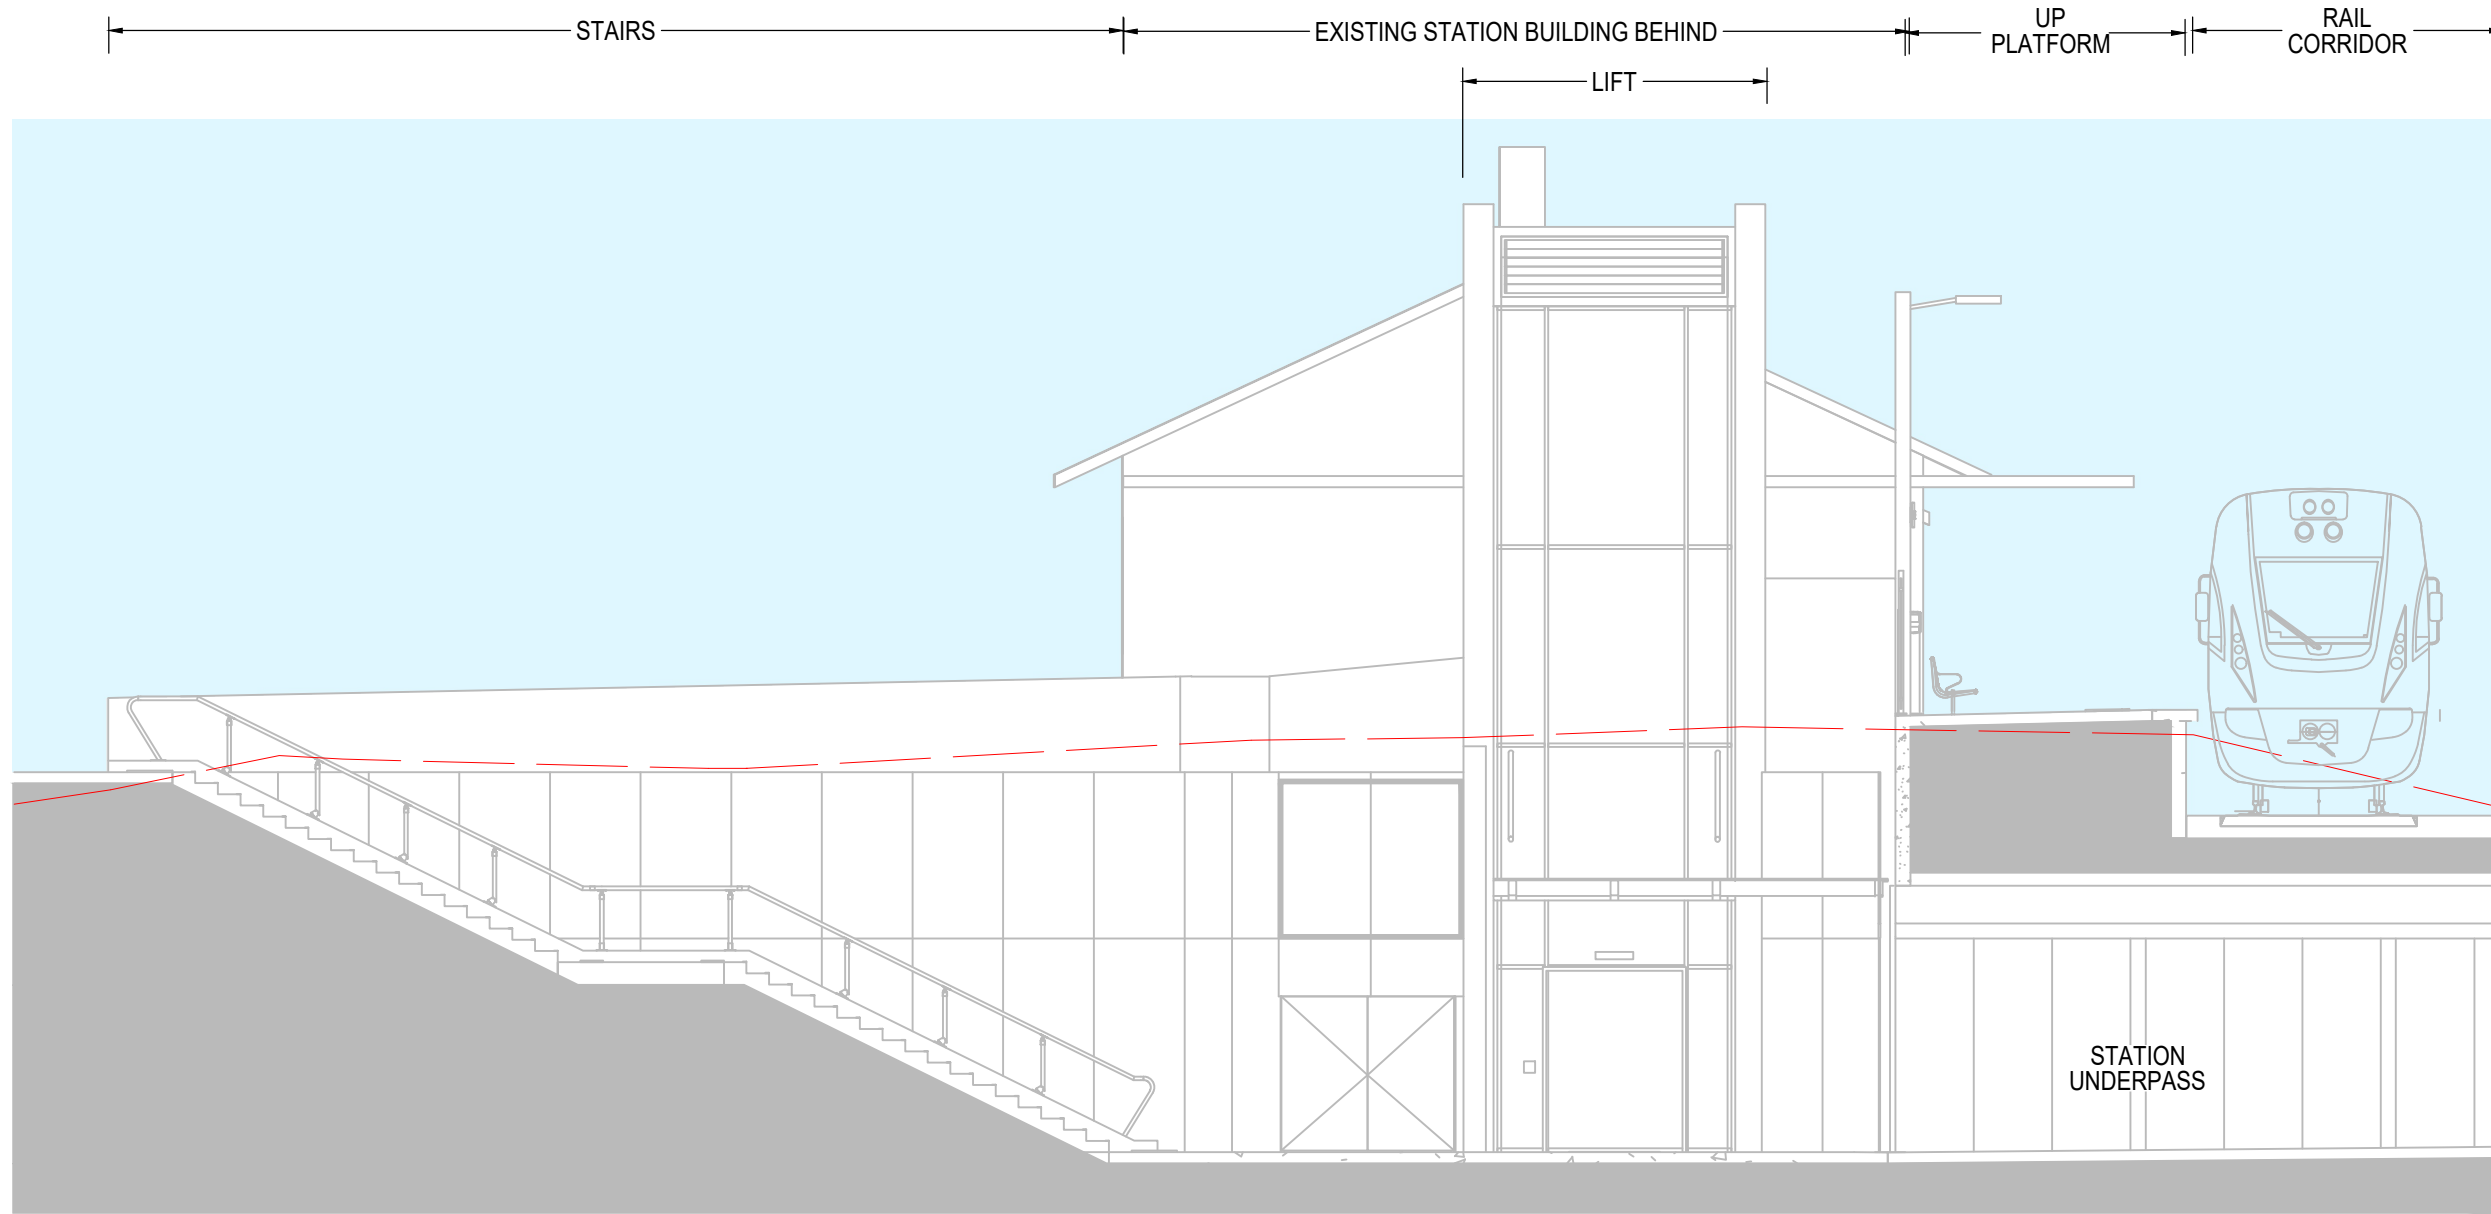 STAIRS
EXISTING STATION BUILDING BEHIND
UP
PLATFORM
RAIL
CORRIDOR
LIFT
STATION
UNDERPASS